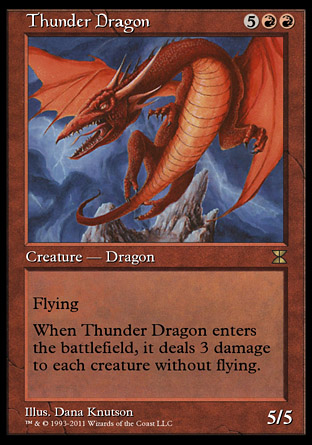 Thunder Dragon 5
Creature — Dragon
Flying
When Thunder Dragon enters
the battlefield, it deals 3 damage
to each creature without flying.
Illus. Dana Knutson
™ & © 1993-2011 Wizards of the Coast LLC
5/5